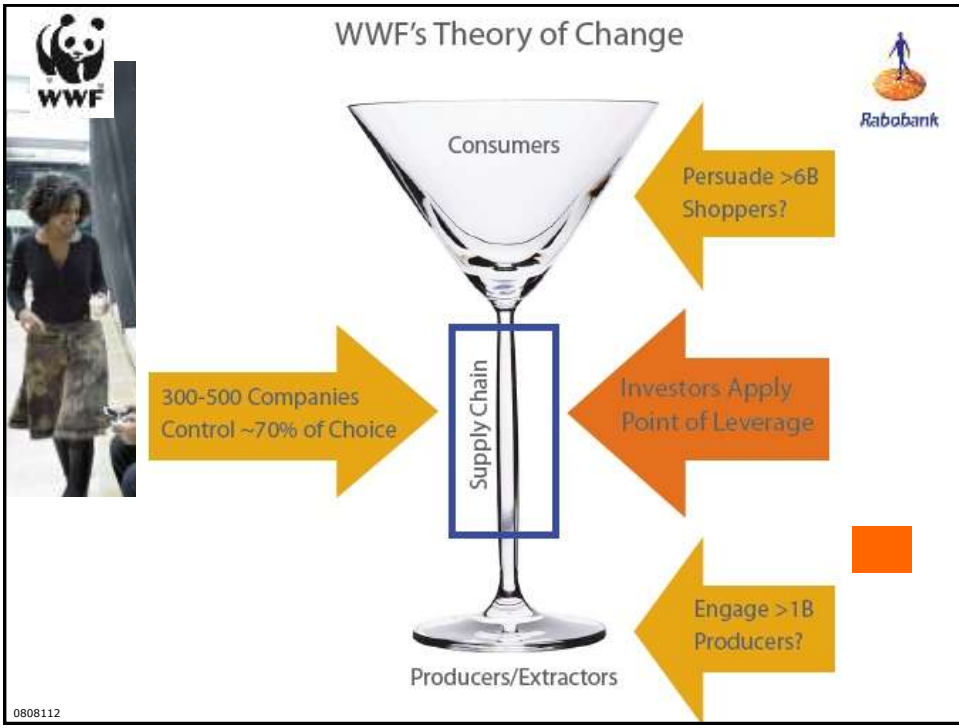 WWF's Theory of Change
WWF
Rabobank
Consumers
Persuade >6B
Shoppers?
300-500 Companies
Control ~70% of Choice
Supply Chain
Investors Apply
Point of Leverage
Engage >1B
Producers?
Producers/Extractors
0808112